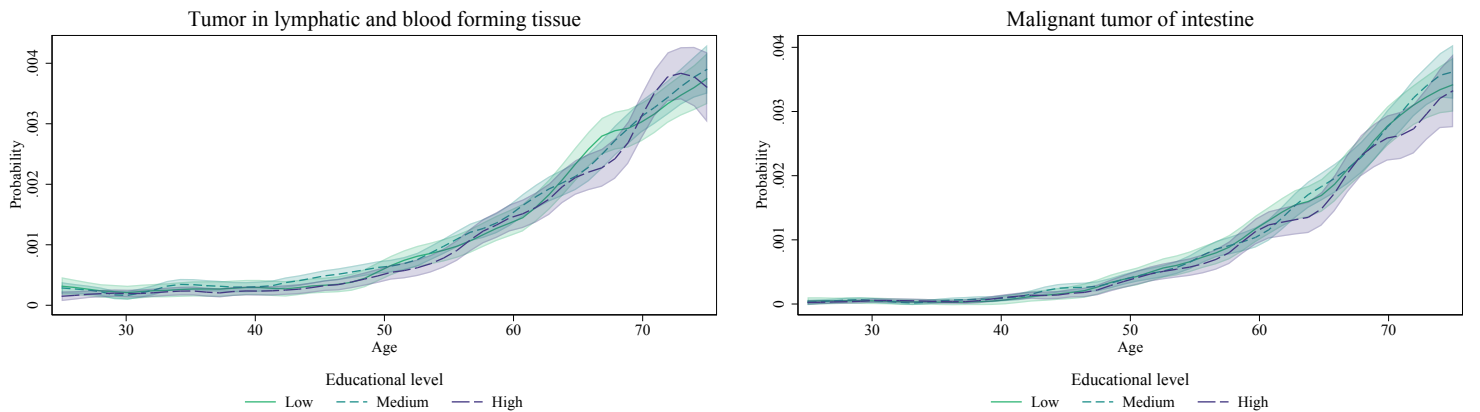 Tumor in lymphatic and blood forming tissue
Probability
.004
.003
.002
.001
0
30 40 50 60 70
Age
Educational level
Low Medium High
Malignant tumor of intestine
Probability
.004
.003
.002
.001
0
30 40 50 60 70
Age
Educational level
Low Medium High